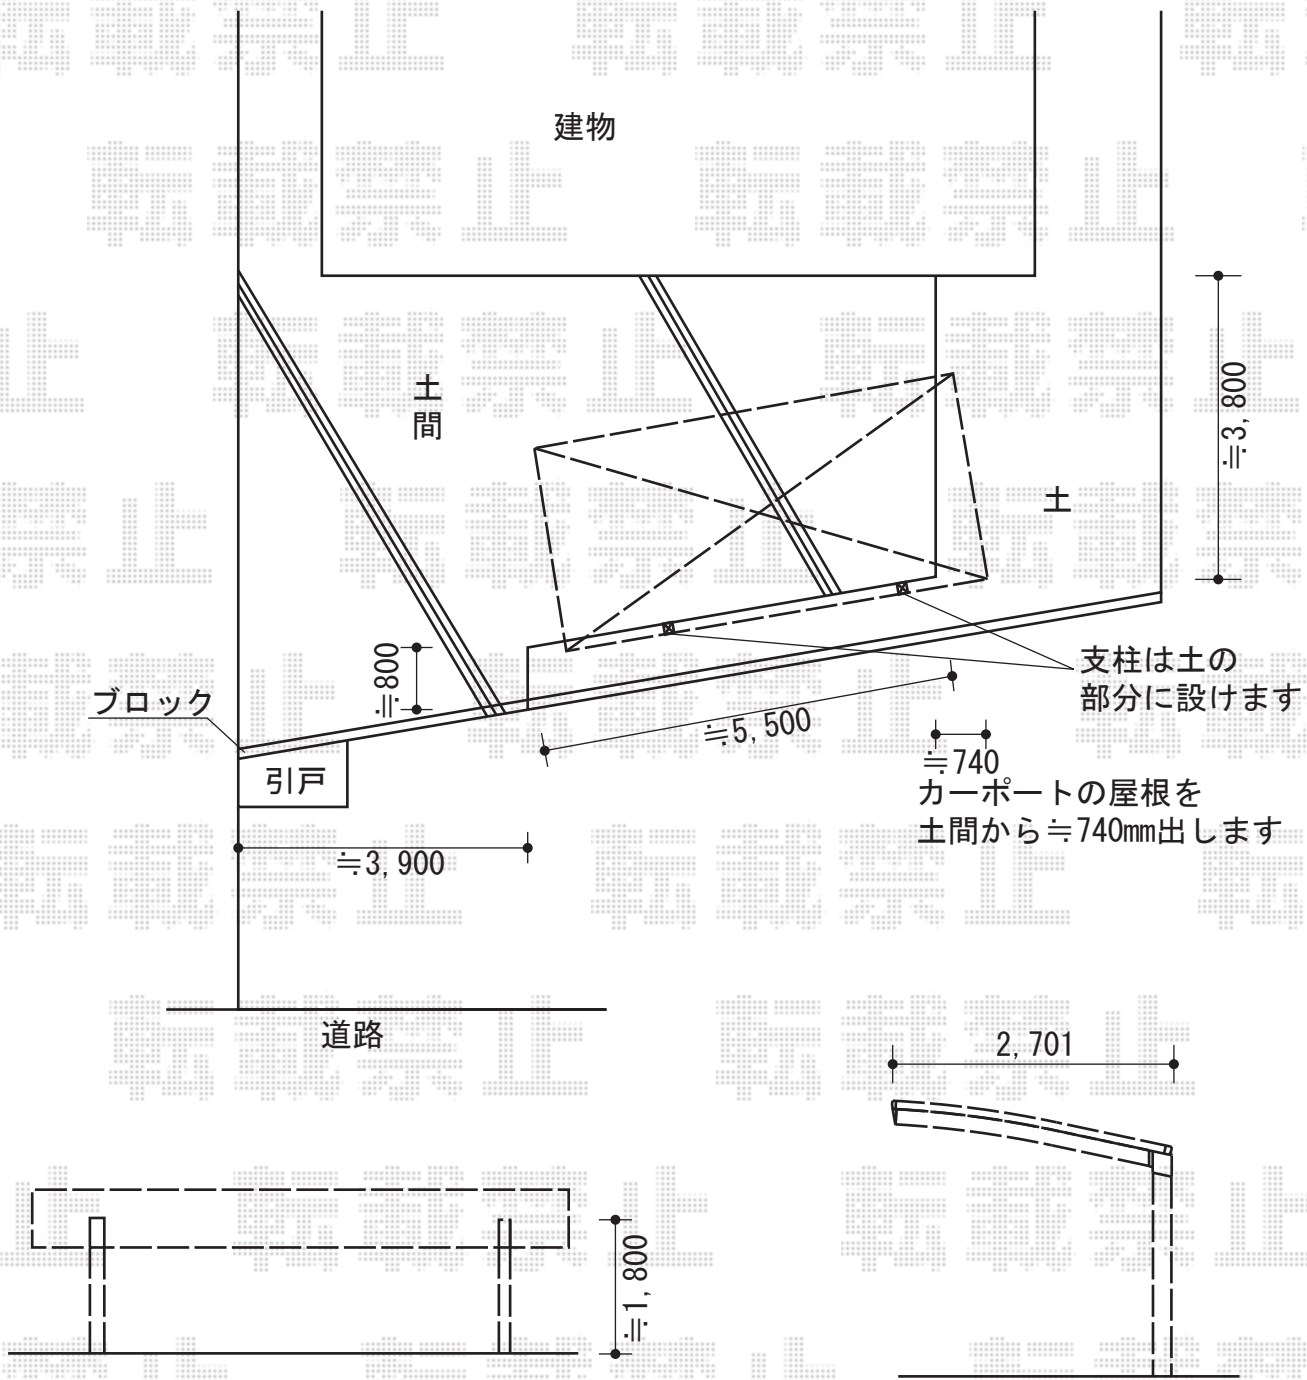 建物
土
間
≒3,800
土
≒800
支柱は土の
部分に設けます
ブロック
≒5,500
引戸
≒740
カーポートの屋根を
土間から≒740mm出します
≒3,900
道路
2,701
≒1,800
転載禁止